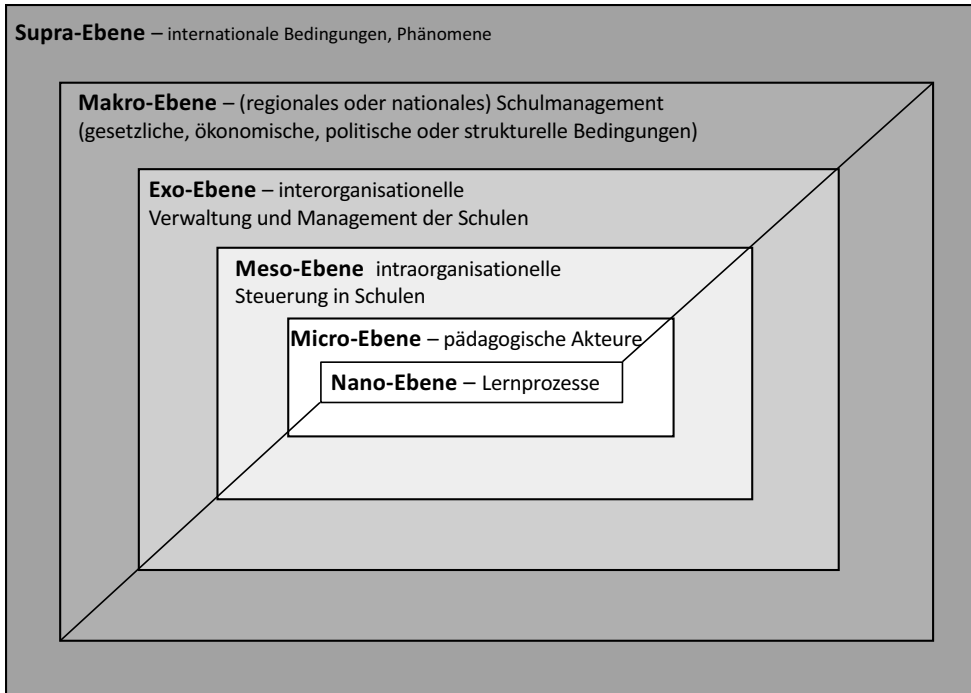 Supra-Ebene – internationale Bedingungen, Phänomene
Makro-Ebene – (regionales oder nationales) Schulmanagement
(gesetzliche, ökonomische, politische oder strukturelle Bedingungen)
Exo-Ebene – interorganisationelle
Verwaltung und Management der Schulen
Meso-Ebene intraorganisationelle
Steuerung in Schulen
Micro-Ebene – pädagogische Akteure
Nano-Ebene – Lernprozesse